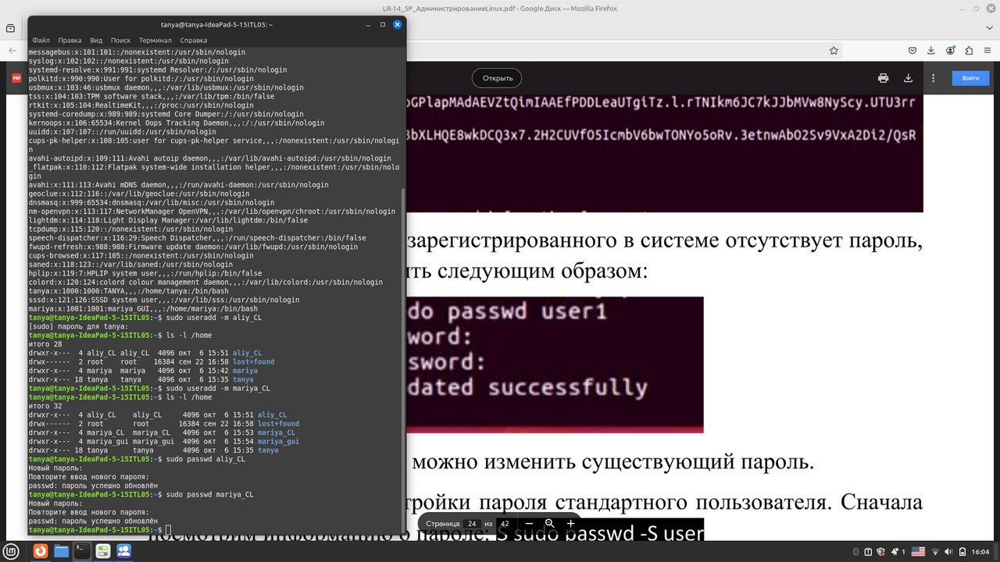 LR-14_SP_АдминистрированиеLinux.pdf - Google Диск — Mozilla Firefox
tanya@tanya-IdeaPad-5-15ITL05: ~
Файл Правка Вид Поиск Терминал Справка
messagebus:x:101:101::/nonexistent:/usr/sbin/nologin
syslog:x:102:102::/nonexistent:/usr/sbin/nologin
systemd-resolve:x:991:991:systemd Resolver:/:/usr/sbin/nologin
polkitd:x:990:990:User for polkitd:/:/usr/sbin/nologin
usbmux:x:103:46:usbmux daemon,,,:/var/lib/usbmux:/usr/sbin/nologin
tss:x:104:103:TPM software stack,,,:/var/lib/tpm:/bin/false
rtkit:x:105:104:RealtimeKit,,,:/proc:/usr/sbin/nologin
systemd-coredump:x:989:989:systemd Core Dumper:/:/usr/sbin/nologin
kernoops:x:106:65534:Kernel Oops Tracking Daemon,,,:/:/usr/sbin/nologin
uuidd:x:107:107::/run/uuidd:/usr/sbin/nologin
cups-pk-helper:x:108:105:user for cups-pk-helper service,,,:/nonexistent:/usr/sbin/nologi
n
avahi-autoipd:x:109:111:Avahi autoip daemon,,,:/var/lib/avahi-autoipd:/usr/sbin/nologin
_flatpak:x:110:112:Flatpak system-wide installation helper,,,:/nonexistent:/usr/sbin/nolo
gin
avahi:x:111:113:Avahi mDNS daemon,,,:/run/avahi-daemon:/usr/sbin/nologin
geoclue:x:112:116::/var/lib/geoclue:/usr/sbin/nologin
dnsmasq:x:999:65534:dnsmasq:/var/lib/misc:/usr/sbin/nologin
nm-openvpn:x:113:117:NetworkManager OpenVPN,,,:/var/lib/openvpn/chroot:/usr/sbin/nologin
lightdm:x:114:118:Light Display Manager:/var/lib/lightdm:/bin/false
tcpdump:x:115:120::/nonexistent:/usr/sbin/nologin
speech-dispatcher:x:116:29:Speech Dispatcher,,,:/run/speech-dispatcher:/bin/false
fwupd-refresh:x:988:988:Firmware update daemon:/var/lib/fwupd:/usr/sbin/nologin
cups-browsed:x:117:105::/nonexistent:/usr/sbin/nologin
saned:x:118:123::/var/lib/saned:/usr/sbin/nologin
hplip:x:119:7:HPLIP system user,,,:/run/hplip:/bin/false
colord:x:120:124:colord colour management daemon,,,:/var/lib/colord:/usr/sbin/nologin
tanya:x:1000:1000:TANYA,,,:/home/tanya:/bin/bash
sssd:x:121:126:SSSD system user,,,:/var/lib/sss:/usr/sbin/nologin
mariya:x:1001:1001:mariya_GUI,,,:/home/mariya:/bin/bash
tanya@tanya-IdeaPad-5-15ITL05:~$ sudo useradd -m aliy_CL
[sudo] пароль для tanya:
tanya@tanya-IdeaPad-5-15ITL05:~$ ls -l /home
итого 28
drwxr-x--- 4 aliy_CL aliy_CL 4096 окт 6 15:51 aliy_CL
drwx------ 2 root root 16384 сен 22 16:58 lost+found
drwxr-x--- 4 mariya mariya 4096 окт 6 15:42 mariya
drwxr-x--- 18 tanya tanya 4096 окт 6 15:35 tanya
tanya@tanya-IdeaPad-5-15ITL05:~$ sudo useradd -m mariya_CL
tanya@tanya-IdeaPad-5-15ITL05:~$ ls -l /home
итого 32
drwxr-x--- 4 aliy_CL aliy_CL 4096 окт 6 15:51 aliy_CL
drwx------ 2 root root 16384 сен 22 16:58 lost+found
drwxr-x--- 4 mariya_CL mariya_CL 4096 окт 6 15:53 mariya_CL
drwxr-x--- 4 mariya_gui mariya_gui 4096 окт 6 15:54 mariya_gui
drwxr-x--- 18 tanya tanya 4096 окт 6 15:35 tanya
tanya@tanya-IdeaPad-5-15ITL05:~$ sudo passwd aliy_CL
Новый пароль:
Повторите ввод нового пароля:
passwd: пароль успешно обновлён
tanya@tanya-IdeaPad-5-15ITL05:~$ sudo passwd mariya_CL
Новый пароль:
Повторите ввод нового пароля:
passwd: пароль успешно обновлён
tanya@tanya-IdeaPad-5-15ITL05:~$
PDF
Открыть
Войти
GPlapMAdAEVZtQimIAAEfPDDLeaUTgiTz.l.rTNIkm6JC7kJJbMVw8NyScy.UTU3rr
3bXLHQE8wkDCQ3x7.2H2CUVfO5IcmbV6bwTONYo5oRv.3etnwAbO2Sv9VxA2Di2/QsR
зарегистрированного в системе отсутствует пароль,
ть следующим образом:
do passwd user1
word:
sword:
dated successfully
можно изменить существующий пароль.
тройки пароля стандартного пользователя. Сначала
посмотрим информацию о пароле: $ sudo passwd -S user
Страница 24 из 42
1
16:04